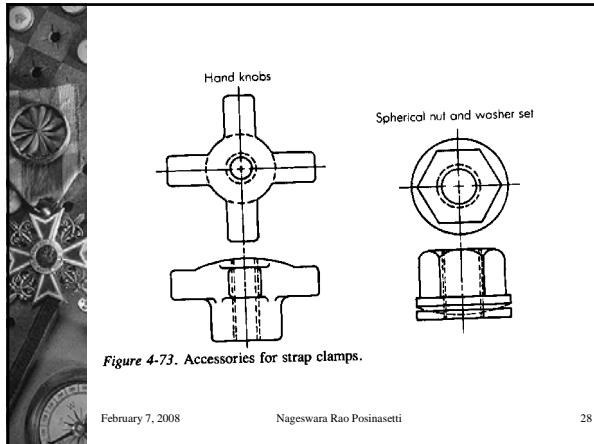 Hand knobs
Spherical nut and washer set
Figure 4-73. Accessories for strap clamps.
February 7, 2008 Nageswara Rao Posinasetti 28